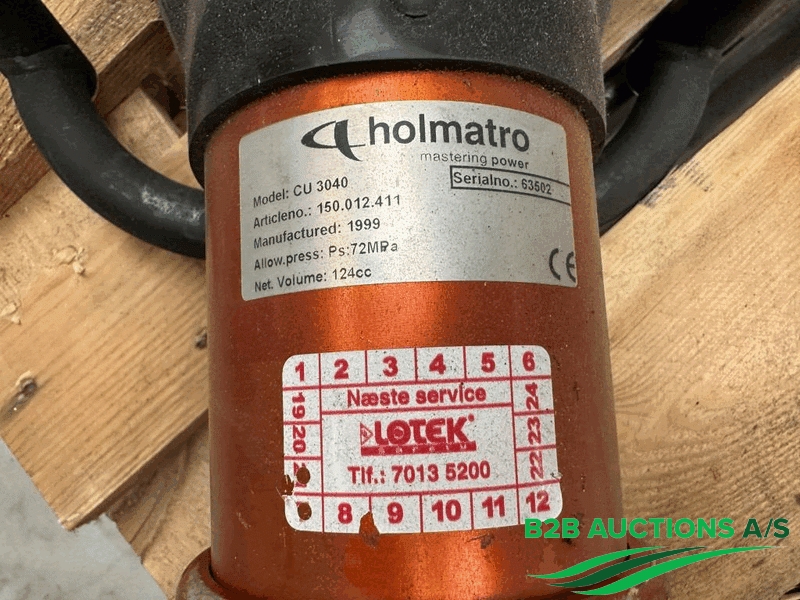 holmatro
mastering power
Model: CU 3040
Serialno.: 63502
Articleno.: 150.012.411
Manufactured: 1999
Allow.press: Ps:72MPa
Net. Volume: 124cc
CE
1 2 3 4 5 6
Næste service
19 24
LOTEK
20 23
Tlf.: 7013 5200
22
8 9 10 11 12
B2B AUCTIONS A/S